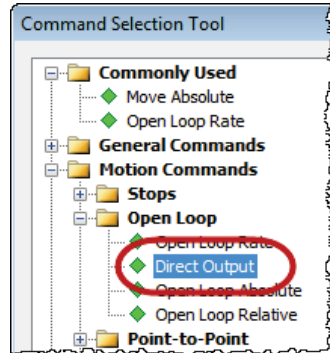 Command Selection Tool
Commonly Used
Move Absolute
Open Loop Rate
General Commands
Motion Commands
Stops
Open Loop
Open Loop Rate
Direct Output
Open Loop Absolute
Open Loop Relative
Point-to-Point